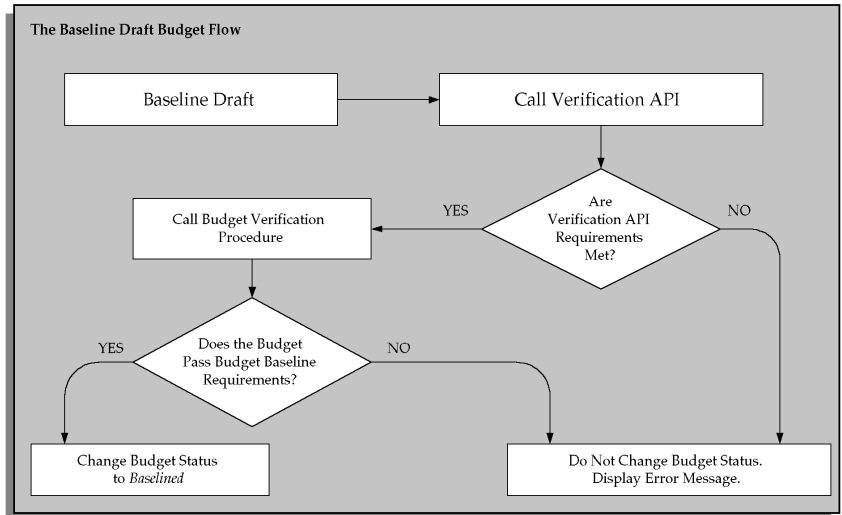 The Baseline Draft Budget Flow
Baseline Draft
Call Verification API
Are
Verification API
Requirements
Met?
YES
NO
Call Budget Verification
Procedure
Does the Budget
Pass Budget Baseline
Requirements?
YES
NO
Change Budget Status
to Baselined
Do Not Change Budget Status.
Display Error Message.